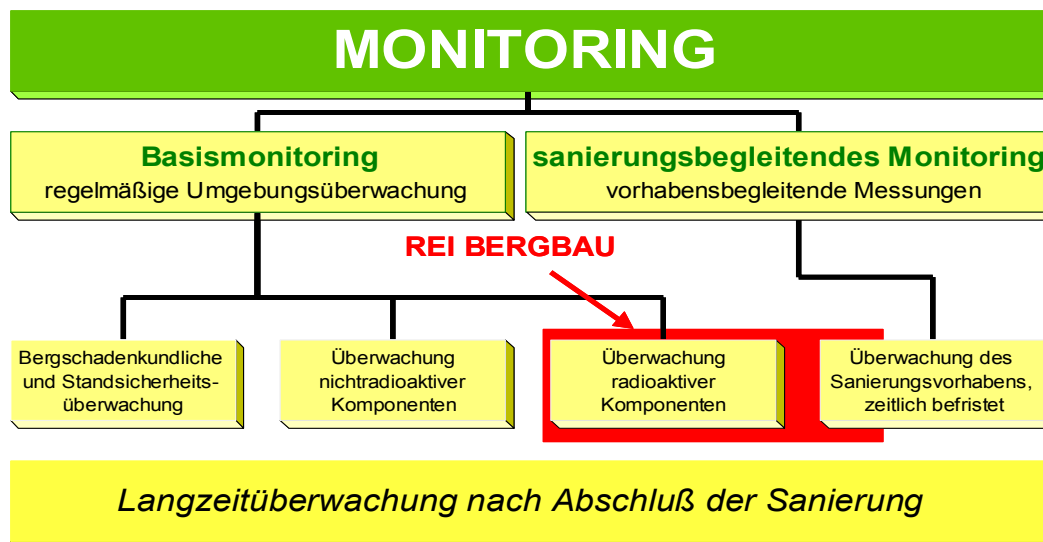 MONITORING
Basismonitoring
regelmäßige Umgebungsüberwachung
sanierungsbegleitendes Monitoring
vorhabensbegleitende Messungen
REI BERGBAU
Bergschadenkundliche
und Standsicherheits-
überwachung
Überwachung
nichtradioaktiver
Komponenten
Überwachung
radioaktiver
Komponenten
Überwachung des
Sanierungsvorhabens,
zeitlich befristet
Langzeitüberwachung nach Abschluß der Sanierung